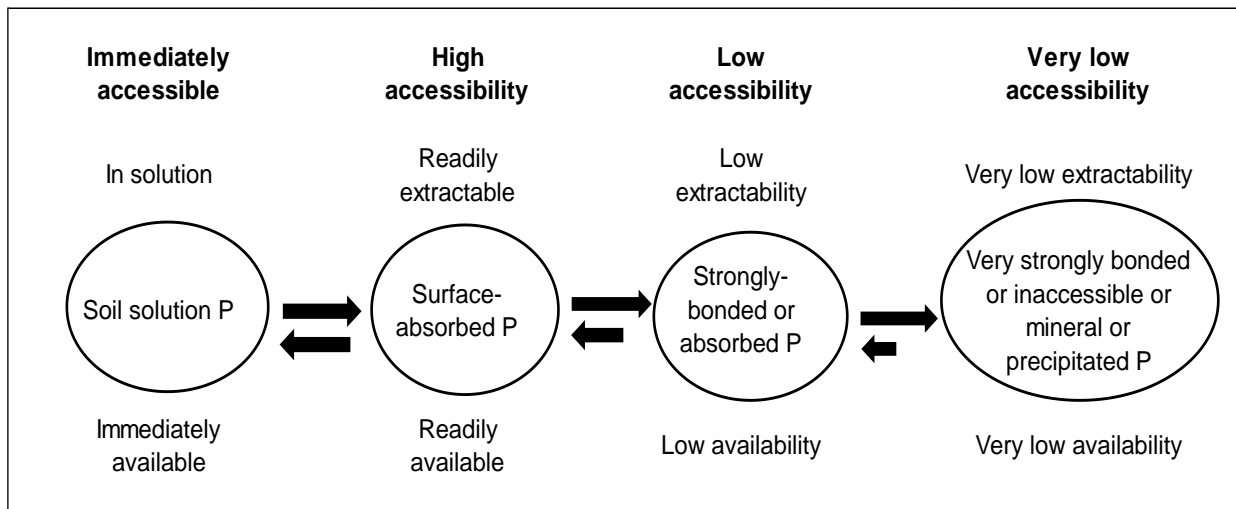 Immediately
accessible
High
accessibility
Low
accessibility
Very low
accessibility
In solution
Readily
extractable
Low
extractability
Very low extractability
Soil solution P
Surface-
absorbed P
Strongly-
bonded or
absorbed P
Very strongly bonded
or inaccessible or
mineral or
precipitated P
Immediately
available
Readily
available
Low availability
Very low availability